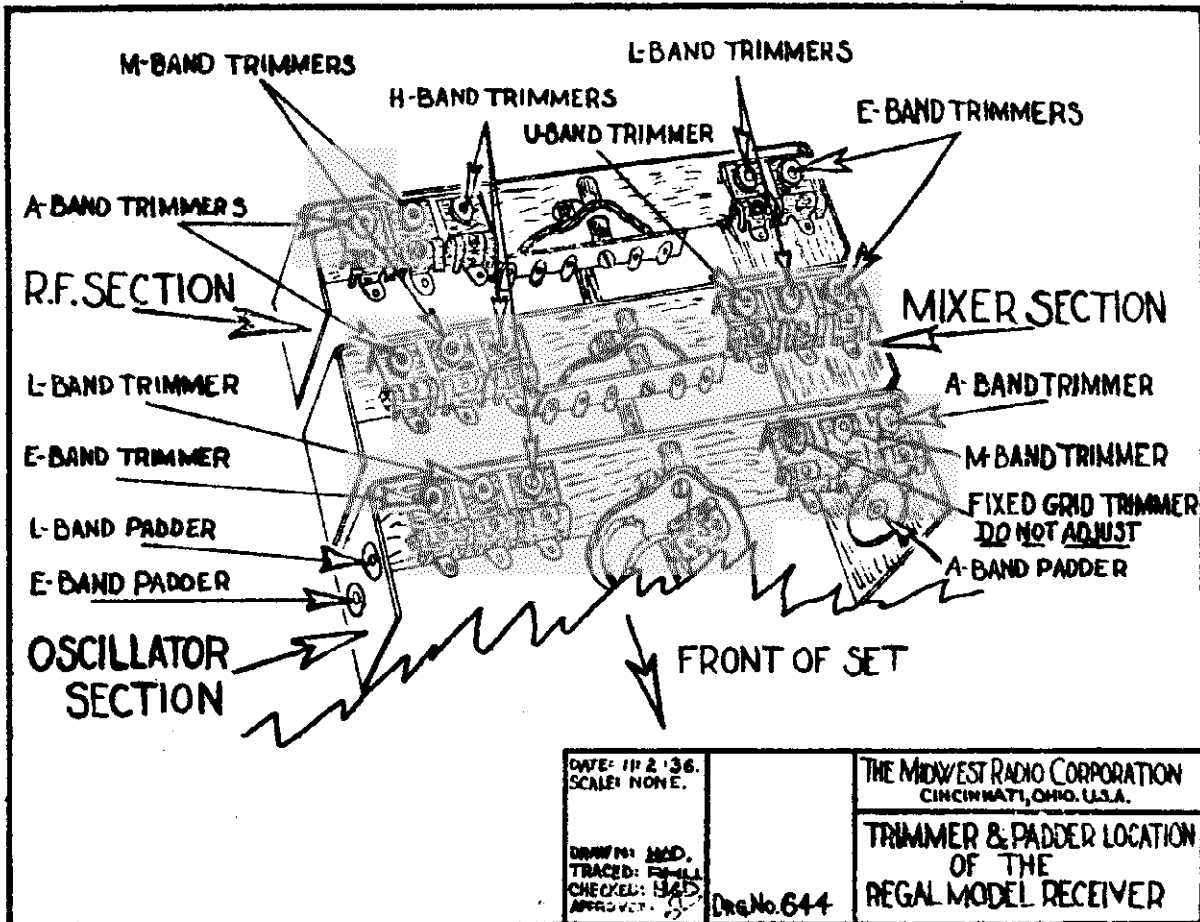 M-BAND TRIMMERS
L-BAND TRIMMERS
H-BAND TRIMMERS
E-BAND TRIMMERS
U-BAND TRIMMER
A-BAND TRIMMERS
R.F. SECTION
MIXER SECTION
L-BAND TRIMMER
A-BAND TRIMMER
E-BAND TRIMMER
M-BAND TRIMMER
L-BAND PADDER
FIXED GRID TRIMMER
DO NOT ADJUST
E-BAND PADDER
A-BAND PADDER
OSCILLATOR
SECTION
FRONT OF SET
DATE: 11·2·36.
SCALE: NONE.
DRAWN:
TRACED:
CHECKED:
APPROVED:
DRG. No. 644
THE MIDWEST RADIO CORPORATION
CINCINNATI, OHIO. U.S.A.
TRIMMER & PADDER LOCATION
OF THE
REGAL MODEL RECEIVER